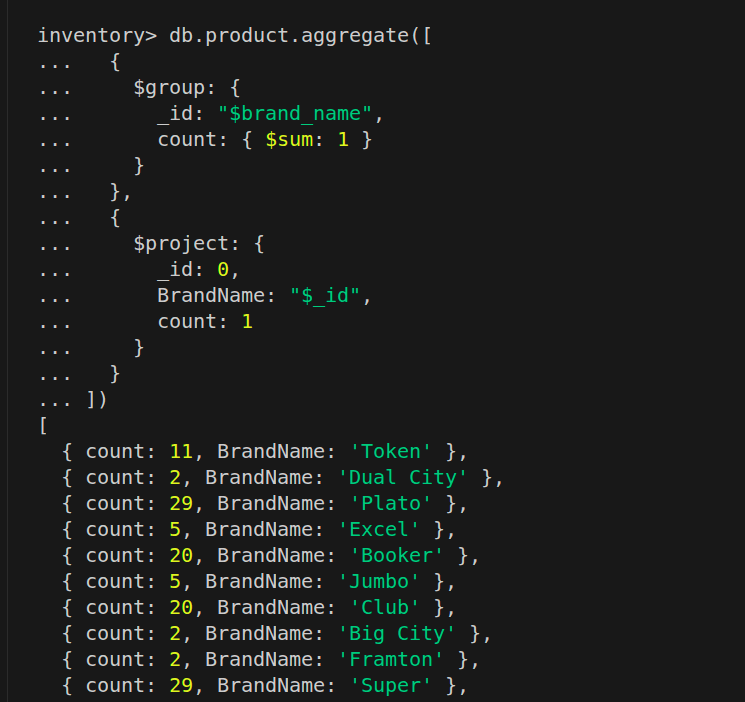 inventory> db.product.aggregate([
...   {
...     $group: {
...       _id: "$brand_name",
...       count: { $sum: 1 }
...     }
...   },
...   {
...     $project: {
...       _id: 0,
...       BrandName: "$_id",
...       count: 1
...     }
...   }
... ])
[
  { count: 11, BrandName: 'Token' },
  { count: 2, BrandName: 'Dual City' },
  { count: 29, BrandName: 'Plato' },
  { count: 5, BrandName: 'Excel' },
  { count: 20, BrandName: 'Booker' },
  { count: 5, BrandName: 'Jumbo' },
  { count: 20, BrandName: 'Club' },
  { count: 2, BrandName: 'Big City' },
  { count: 2, BrandName: 'Framton' },
  { count: 29, BrandName: 'Super' },